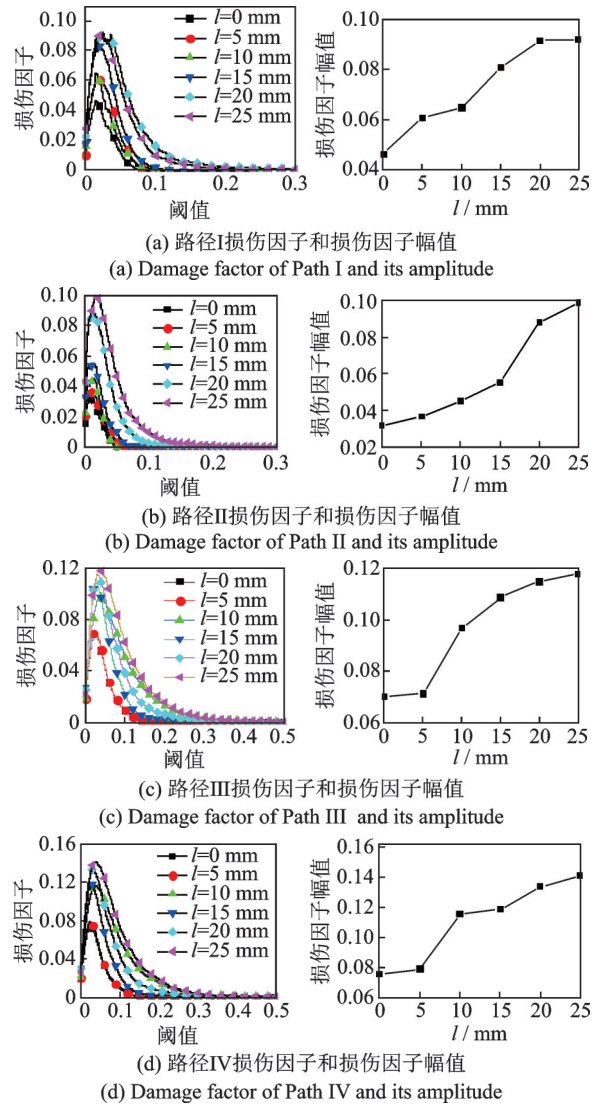 0.10
0.08
0.06
0.04
0.02
0
损伤因子
l=0 mm
l=5 mm
l=10 mm
l=15 mm
l=20 mm
l=25 mm
0 0.1 0.2 0.3
阈值
0.10
0.08
0.06
0.04
损伤因子幅值
0 5 10 15 20 25
l / mm
(a) 路径I损伤因子和损伤因子幅值
(a) Damage factor of Path I and its amplitude
0.10
0.08
0.06
0.04
0.02
0
损伤因子
l=0 mm
l=5 mm
l=10 mm
l=15 mm
l=20 mm
l=25 mm
0 0.1 0.2 0.3
阈值
0.10
0.08
0.06
0.04
0.02
损伤因子幅值
0 5 10 15 20 25
l / mm
(b) 路径II损伤因子和损伤因子幅值
(b) Damage factor of Path II and its amplitude
0.12
0.08
0.04
0
损伤因子
l=0 mm
l=5 mm
l=10 mm
l=15 mm
l=20 mm
l=25 mm
0 0.1 0.2 0.3 0.4 0.5
阈值
0.12
0.10
0.08
0.06
损伤因子幅值
0 5 10 15 20 25
l / mm
(c) 路径III损伤因子和损伤因子幅值
(c) Damage factor of Path III and its amplitude
0.16
0.12
0.08
0.04
0
损伤因子
l=0 mm
l=5 mm
l=10 mm
l=15 mm
l=20 mm
l=25 mm
0 0.1 0.2 0.3 0.4 0.5
阈值
0.16
0.14
0.12
0.10
0.08
0.06
损伤因子幅值
0 5 10 15 20 25
l / mm
(d) 路径IV损伤因子和损伤因子幅值
(d) Damage factor of Path IV and its amplitude